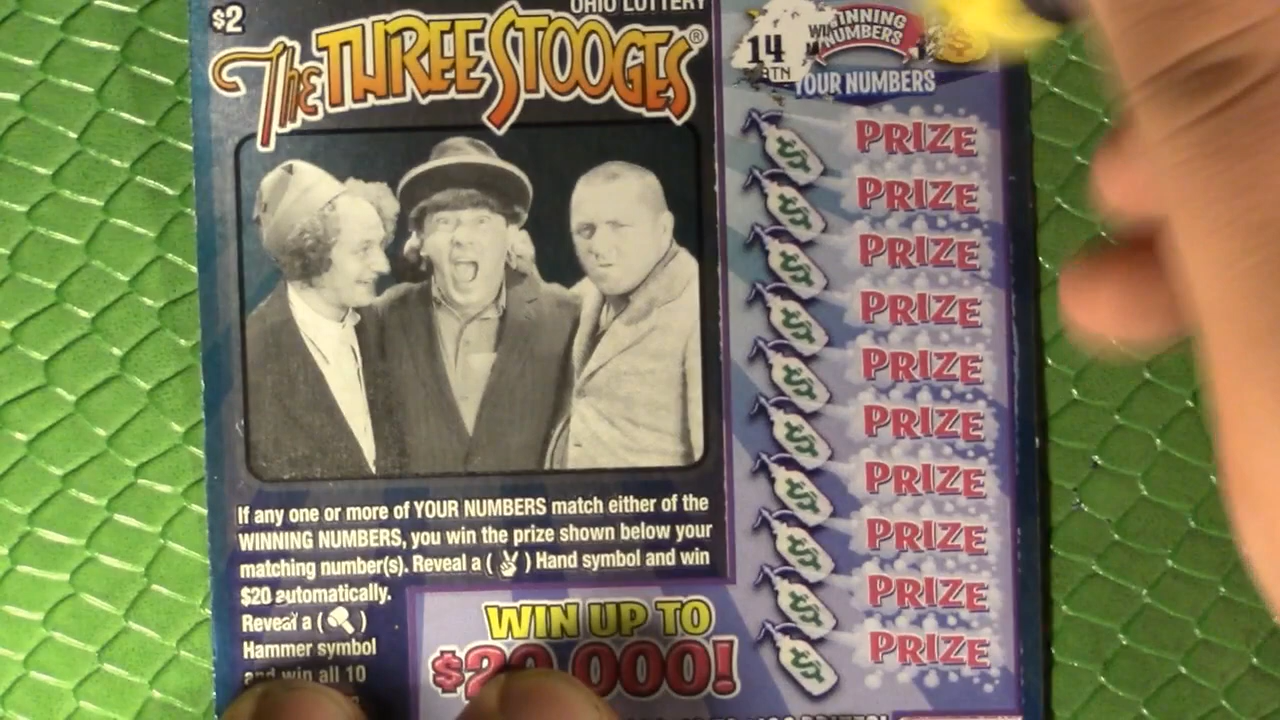 $2
OHIO LOTTERY
The THREE STOOGES®
WINNING
NUMBERS
14
YOUR NUMBERS
PRIZE
PRIZE
PRIZE
PRIZE
PRIZE
PRIZE
PRIZE
PRIZE
PRIZE
PRIZE
If any one or more of YOUR NUMBERS match either of the
WINNING NUMBERS, you win the prize shown below your
matching number(s). Reveal a ( ) Hand symbol and win
$20 automatically.
Reveal a ( )
Hammer symbol
and win all 10
WIN UP TO
$20,000!